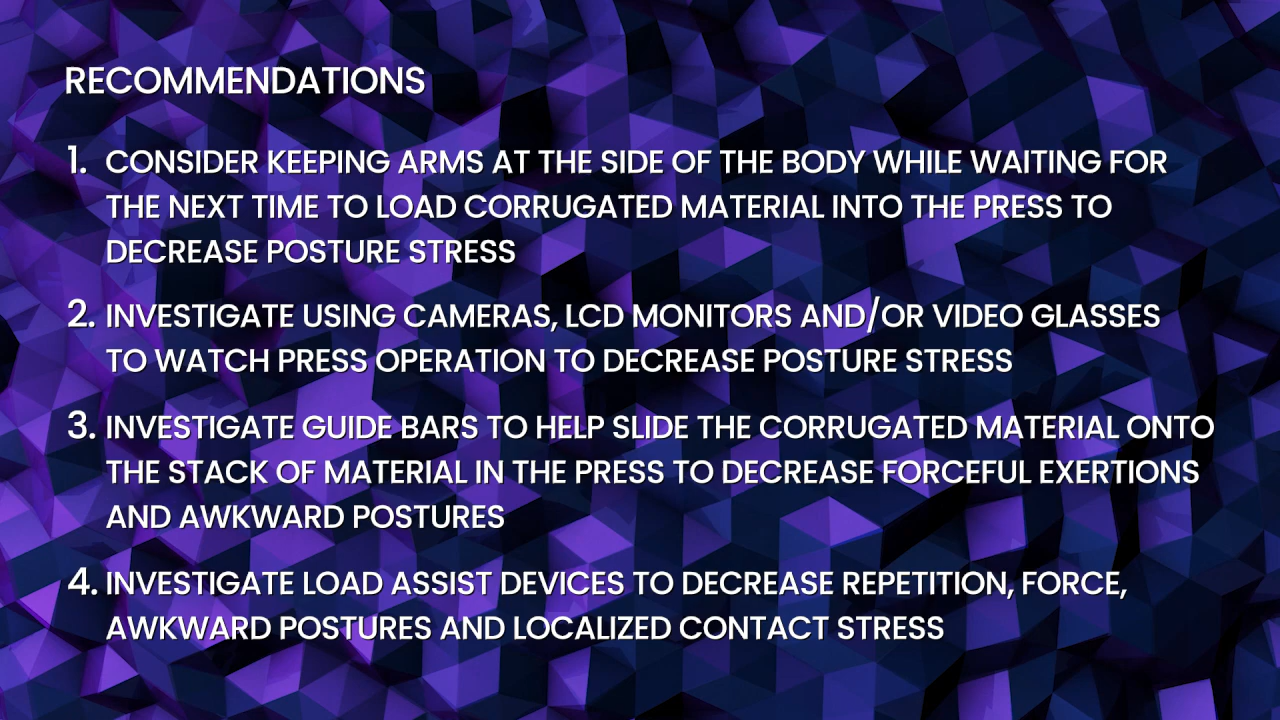 RECOMMENDATIONS
1. CONSIDER KEEPING ARMS AT THE SIDE OF THE BODY WHILE WAITING FOR
THE NEXT TIME TO LOAD CORRUGATED MATERIAL INTO THE PRESS TO
DECREASE POSTURE STRESS
2. INVESTIGATE USING CAMERAS, LCD MONITORS AND/OR VIDEO GLASSES
TO WATCH PRESS OPERATION TO DECREASE POSTURE STRESS
3. INVESTIGATE GUIDE BARS TO HELP SLIDE THE CORRUGATED MATERIAL ONTO
THE STACK OF MATERIAL IN THE PRESS TO DECREASE FORCEFUL EXERTIONS
AND AWKWARD POSTURES
4. INVESTIGATE LOAD ASSIST DEVICES TO DECREASE REPETITION, FORCE,
AWKWARD POSTURES AND LOCALIZED CONTACT STRESS